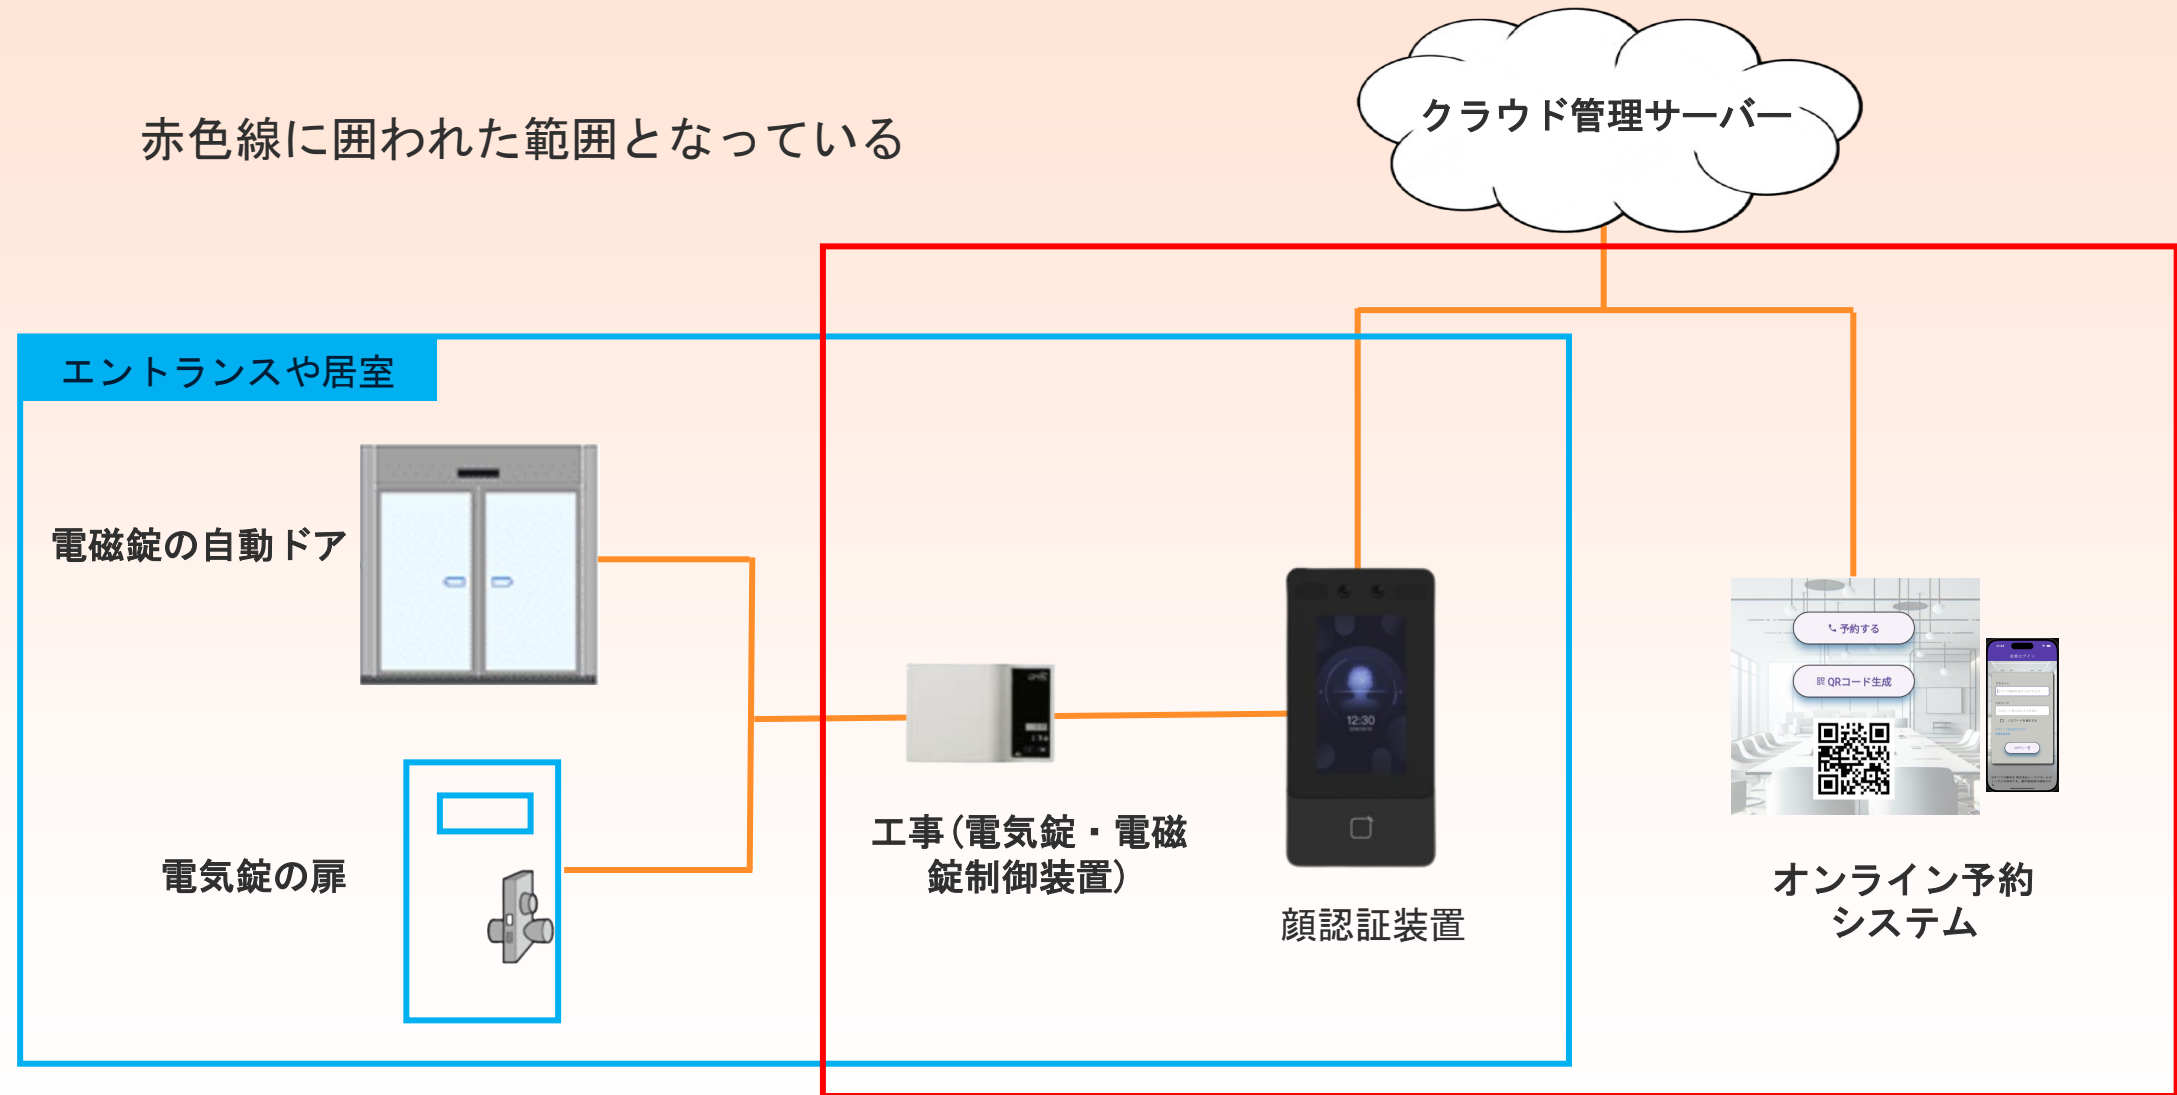 クラウド管理サーバー
赤色線に囲われた範囲となっている
エントランスや居室
電磁錠の自動ドア
予約する
QRコード生成
12:30
工事(電気錠・電磁
錠制御装置)
電気錠の扉
顔認証装置
オンライン予約
システム